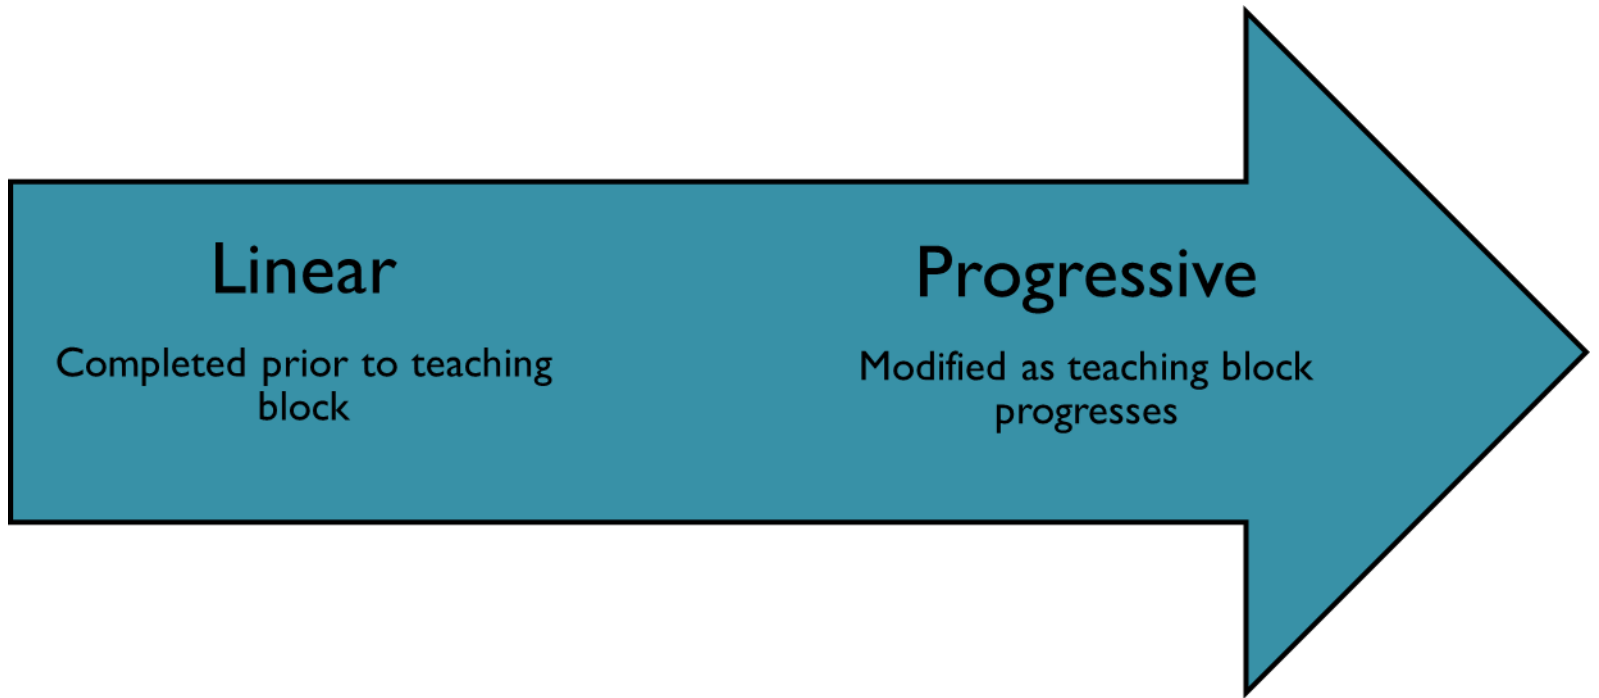 Linear
Completed prior to teaching
block
Progressive
Modified as teaching block
progresses